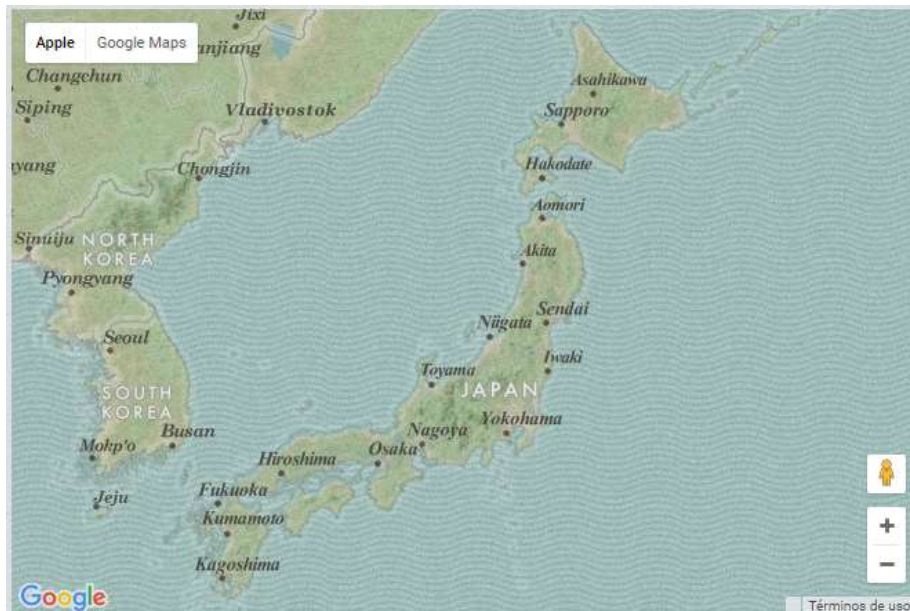 Jixi
Apple Google Maps
anjiang
Changchun
Siping
Vladivostok
Asahikawa
Sapporo
yang
Chongjin
Hakodate
Aomori
Sinuiju
NORTH
KOREA
Akita
Pyongyang
Sendai
Niigata
Seoul
Iwaki
Toyama
JAPAN
SOUTH
KOREA
Nagoya
Yokohama
Busan
Mokp'o
Osaka
Hiroshima
Jeju
Fukuoka
Kumamoto
Kagoshima
Google
Términos de uso